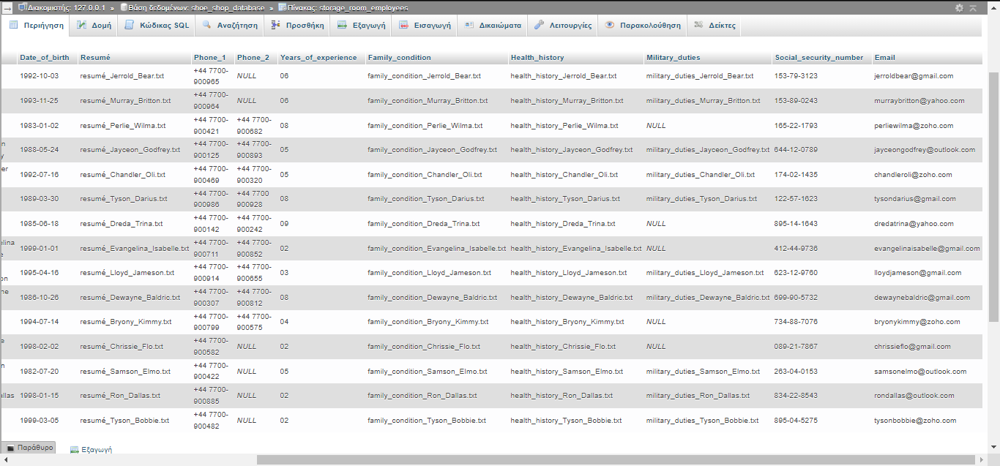 Διακομιστής: 127.0.0.1 » Βάση δεδομένων: shoe_shop_database » Πίνακας: storage_room_employees
Περιήγηση Δομή Κώδικας SQL Αναζήτηση Προσθήκη Εξαγωγή Εισαγωγή Δικαιώματα Λειτουργίες Παρακολούθηση Δείκτες
Date_of_birth Resumé Phone_1 Phone_2 Years_of_experience Family_condition Health_history Military_duties Social_security_number Email
1992-10-03 resumé_Jerrold_Bear.txt +44 7700-900965 NULL 06 family_condition_Jerrold_Bear.txt health_history_Jerrold_Bear.txt military_duties_Jerrold_Bear.txt 153-79-3123 jerroldbear@gmail.com
1993-11-25 resumé_Murray_Britton.txt +44 7700-900964 NULL 06 family_condition_Murray_Britton.txt health_history_Murray_Britton.txt military_duties_Murray_Britton.txt 153-89-0243 murraybritton@yahoo.com
1983-01-02 resumé_Perlie_Wilma.txt +44 7700-900421 +44 7700-900682 08 family_condition_Perlie_Wilma.txt health_history_Perlie_Wilma.txt NULL 165-22-1793 perliewilma@zoho.com
n y 1988-05-24 resumé_Jayceon_Godfrey.txt +44 7700-900125 +44 7700-900893 05 family_condition_Jayceon_Godfrey.txt health_history_Jayceon_Godfrey.txt military_duties_Jayceon_Godfrey.txt 644-12-0789 jayceongodfrey@outlook.com
er 1992-07-16 resumé_Chandler_Oli.txt +44 7700-900469 +44 7700-900320 05 family_condition_Chandler_Oli.txt health_history_Chandler_Oli.txt military_duties_Chandler_Oli.txt 174-02-1435 chandleroli@zoho.com
1989-03-30 resumé_Tyson_Darius.txt +44 7700-900986 +44 7700 900928 08 family_condition_Tyson_Darius.txt health_history_Tyson_Darius.txt military_duties_Tyson_Darius.txt 122-57-1623 tysondarius@gmail.com
1985-06-18 resumé_Dreda_Trina.txt +44 7700-900142 +44 7700-900242 09 family_condition_Dreda_Trina.txt health_history_Dreda_Trina.txt NULL 895-14-1643 dredatrina@yahoo.com
elina e 1999-01-01 resumé_Evangelina_Isabelle.txt +44 7700-900711 +44 7700-900852 02 family_condition_Evangelina_Isabelle.txt health_history_Evangelina_Isabelle.txt NULL 412-44-9736 evangelinaisabelle@gmail.com
on 1995-04-16 resumé_Lloyd_Jameson.txt +44 7700-900914 +44 7700-900655 03 family_condition_Lloyd_Jameson.txt health_history_Lloyd_Jameson.txt military_duties_Lloyd_Jameson.txt 623-12-9760 lloydjameson@gmail.com
ne 1986-10-26 resumé_Dewayne_Baldric.txt +44 7700-900307 +44 7700-900812 08 family_condition_Dewayne_Baldric.txt health_history_Dewayne_Baldric.txt military_duties_Dewayne_Baldric.txt 699-90-5732 dewaynebaldric@gmail.com
1994-07-14 resumé_Bryony_Kimmy.txt +44 7700-900799 +44 7700-900575 04 family_condition_Bryony_Kimmy.txt health_history_Bryony_Kimmy.txt NULL 734-88-7076 bryonykimmy@zoho.com
e 1998-02-02 resumé_Chrissie_Flo.txt +44 7700-900582 NULL 02 family_condition_Chrissie_Flo.txt health_history_Chrissie_Flo.txt NULL 089-21-7867 chrissieflo@gmail.com
n 1982-07-20 resumé_Samson_Elmo.txt +44 7700-900422 NULL 05 family_condition_Samson_Elmo.txt health_history_Samson_Elmo.txt military_duties_Samson_Elmo.txt 263-04-0153 samsonelmo@outlook.com
allas 1998-01-15 resumé_Ron_Dallas.txt +44 7700-900885 NULL 02 family_condition_Ron_Dallas.txt health_history_Ron_Dallas.txt military_duties_Ron_Dallas.txt 834-22-8543 rondallas@outlook.com
1999-03-05 resumé_Tyson_Bobbie.txt +44 7700-900482 NULL 02 family_condition_Tyson_Bobbie.txt health_history_Tyson_Bobbie.txt military_duties_Tyson_Bobbie.txt 895-04-5275 tysonbobbie@zoho.com
Παράθυρο Εξαγωγή